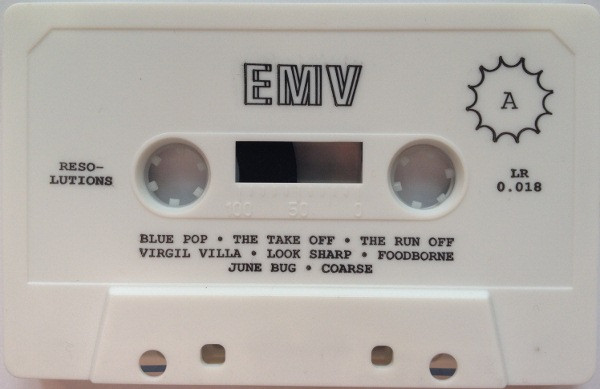 EMV
A
RESO-
LUTIONS
LR
0.018
100 50 0
BLUE POP • THE TAKE OFF • THE RUN OFF
VIRGIL VILLA • LOOK SHARP • FOODBORNE
JUNE BUG • COARSE